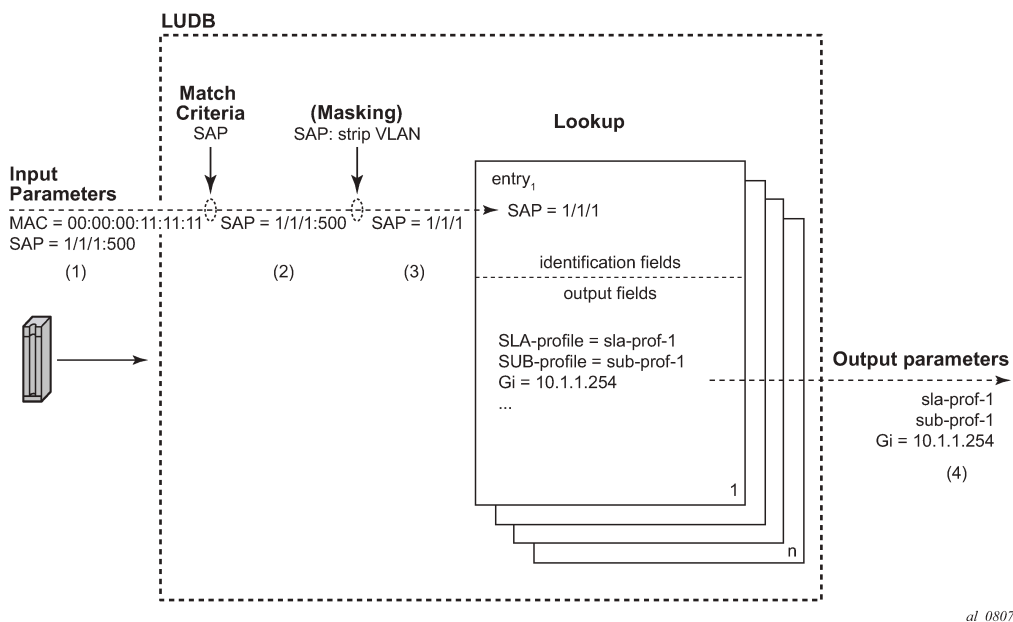 LUDB
Match
Criteria
SAP
(Masking)
SAP: strip VLAN
Lookup
Input
Parameters
MAC = 00:00:00:11:11:11
SAP = 1/1/1:500
(1)
SAP = 1/1/1:500
(2)
SAP = 1/1/1
(3)
entry1
SAP = 1/1/1
identification fields
output fields
SLA-profile = sla-prof-1
SUB-profile = sub-prof-1
Gi = 10.1.1.254
...
1
n
Output parameters
sla-prof-1
sub-prof-1
Gi = 10.1.1.254
(4)
al_0807